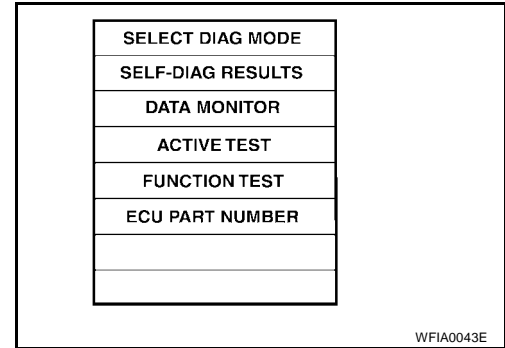 SELECT DIAG MODE
SELF-DIAG RESULTS
DATA MONITOR
ACTIVE TEST
FUNCTION TEST
ECU PART NUMBER
WFIA0043E